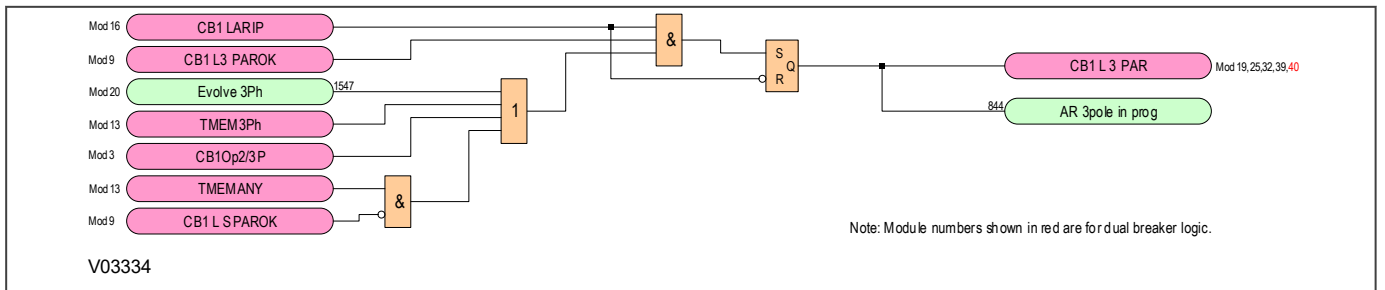 Mod 16 CB1 LARIP
Mod 9 CB1 L3 PAROK
Mod 20 Evolve 3Ph 1547
Mod 13 TMEM3Ph
Mod 3 CB1Op2/3P
Mod 13 TMEMANY
Mod 9 CB1 L SPAROK
&
1
&
S
Q
R
CB1 L 3 PAR Mod 19,25,32,39,40
844 AR 3pole in prog
Note: Module numbers shown in red are for dual breaker logic.
V03334